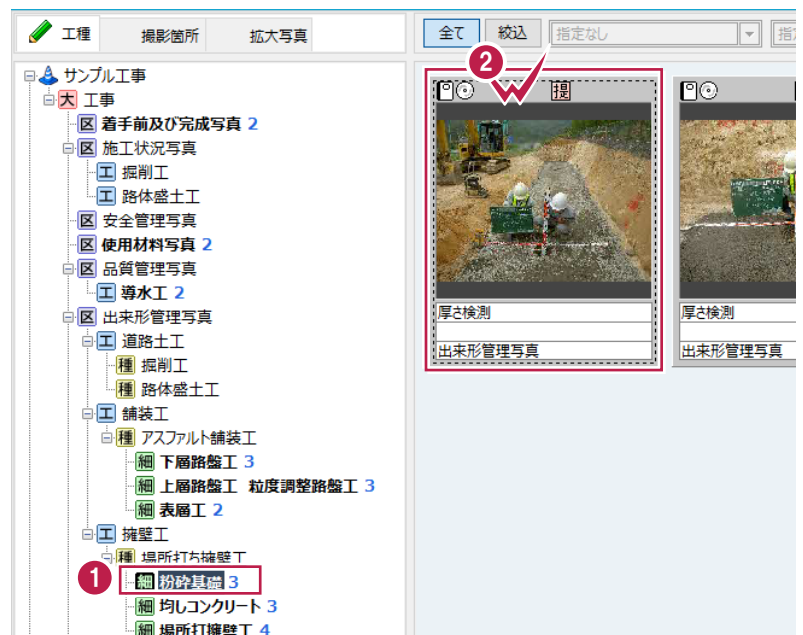 工種 撮影箇所 拡大写真
全て 絞込 指定なし
サンプル工事
大 工事
区 着手前及び完成写真 2
区 施工状況写真
工 掘削工
工 路体盛土工
区 安全管理写真
区 使用材料写真 2
区 品質管理写真
工 導水工 2
区 出来形管理写真
工 道路土工
種 掘削工
種 路体盛土工
工 舗装工
種 アスファルト舗装工
細 下層路盤工 3
細 上層路盤工 粒度調整路盤工 3
細 表層工 2
工 擁壁工
種 場所打ち擁壁工
1
細 粉砕基礎 3
細 均しコンクリート 3
細 場所打擁壁工 4
2
提
厚さ検測
出来形管理写真
厚さ検測
出来形管理写真